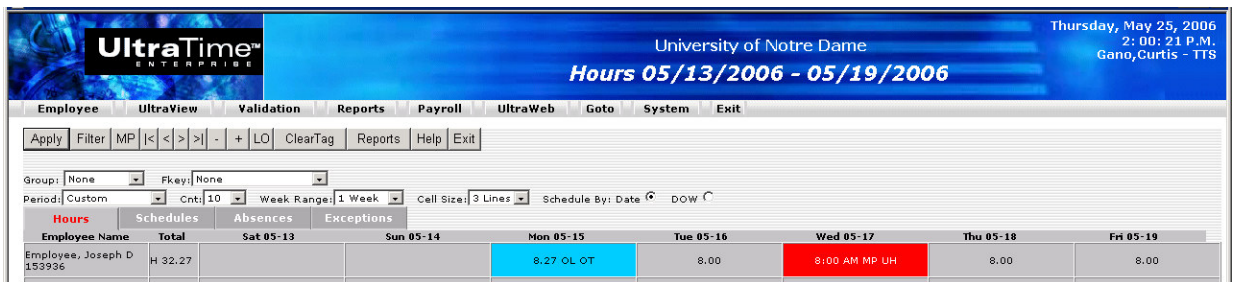 UltraTime™
ENTERPRISE
University of Notre Dame
Hours 05/13/2006 - 05/19/2006
Thursday, May 25, 2006
2: 00: 21 P.M.
Gano,Curtis - TTS
Employee UltraView Validation Reports Payroll UltraWeb Goto System Exit
Apply Filter MP |< < > >| - + LO ClearTag Reports Help Exit
Group: None Fkey: None
Period: Custom Cnt: 10 Week Range: 1 Week Cell Size: 3 Lines Schedule By: Date DOW
Hours Schedules Absences Exceptions
Employee Name Total Sat 05-13 Sun 05-14 Mon 05-15 Tue 05-16 Wed 05-17 Thu 05-18 Fri 05-19
Employee, Joseph D H 32.27 8.27 OL OT 8.00 8:00 AM MP UH 8.00 8.00
153936